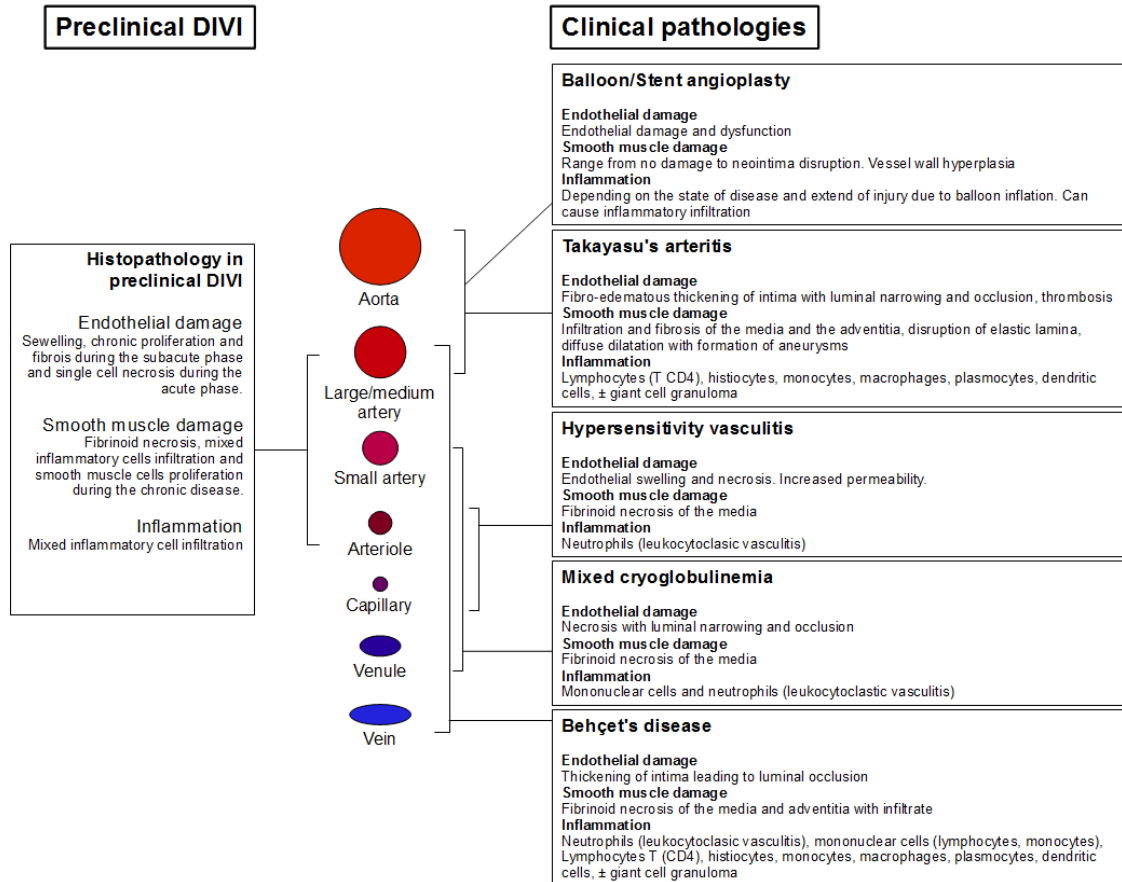 Preclinical DIVI
Clinical pathologies
Histopathology in
preclinical DIVI
Endothelial damage
Sewelling, chronic proliferation and
fibrois during the subacute phase
and single cell necrosis during the
acute phase.
Smooth muscle damage
Fibrinoid necrosis, mixed
inflammatory cells infiltration and
smooth muscle cells proliferation
during the chronic disease.
Inflammation
Mixed inflammatory cell infiltration
Aorta
Large/medium
artery
Small artery
Arteriole
Capillary
Venule
Vein
Balloon/Stent angioplasty
Endothelial damage
Endothelial damage and dysfunction
Smooth muscle damage
Range from no damage to neointima disruption. Vessel wall hyperplasia
Inflammation
Depending on the state of disease and extend of injury due to balloon inflation. Can
cause inflammatory infiltration
Takayasu's arteritis
Endothelial damage
Fibro-edematous thickening of intima with luminal narrowing and occlusion, thrombosis
Smooth muscle damage
Infiltration and fibrosis of the media and the adventitia, disruption of elastic lamina,
diffuse dilatation with formation of aneurysms
Inflammation
Lymphocytes (T CD4), histiocytes, monocytes, macrophages, plasmocytes, dendritic
cells, ± giant cell granuloma
Hypersensitivity vasculitis
Endothelial damage
Endothelial swelling and necrosis. Increased permeability.
Smooth muscle damage
Fibrinoid necrosis of the media
Inflammation
Neutrophils (leukocytoclasic vasculitis)
Mixed cryoglobulinemia
Endothelial damage
Necrosis with luminal narrowing and occlusion
Smooth muscle damage
Fibrinoid necrosis of the media
Inflammation
Mononuclear cells and neutrophils (leukocytoclastic vasculitis)
Behçet's disease
Endothelial damage
Thickening of intima leading to luminal occlusion
Smooth muscle damage
Fibrinoid necrosis of the media and adventitia with infiltrate
Inflammation
Neutrophils (leukocytoclasic vasculitis), mononuclear cells (lymphocytes, monocytes),
Lymphocytes T (CD4), histiocytes, monocytes, macrophages, plasmocytes, dendritic
cells, ± giant cell granuloma